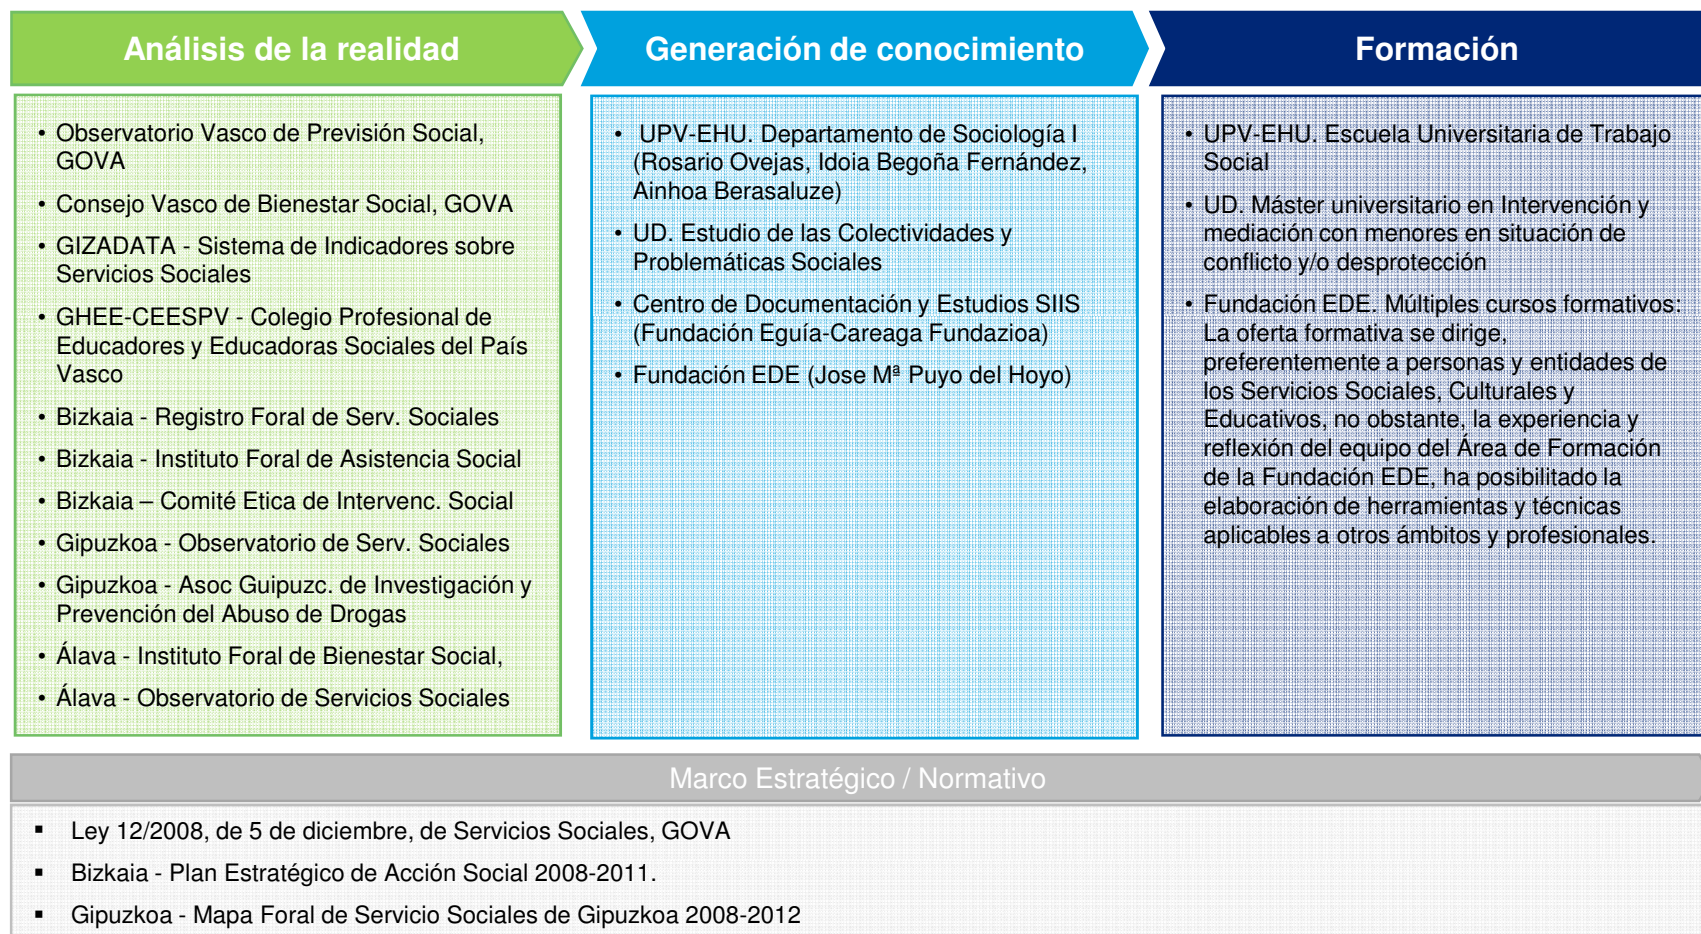 Análisis de la realidad
• Observatorio Vasco de Previsión Social,
GOVA
• Consejo Vasco de Bienestar Social, GOVA
• GIZADATA - Sistema de Indicadores sobre
Servicios Sociales
• GHEE-CEESPV - Colegio Profesional de
Educadores y Educadoras Sociales del País
Vasco
• Bizkaia - Registro Foral de Serv. Sociales
• Bizkaia - Instituto Foral de Asistencia Social
• Bizkaia – Comité Etica de Intervenc. Social
• Gipuzkoa - Observatorio de Serv. Sociales
• Gipuzkoa - Asoc Guipuzc. de Investigación y
Prevención del Abuso de Drogas
• Álava - Instituto Foral de Bienestar Social,
• Álava - Observatorio de Servicios Sociales
Generación de conocimiento
• UPV-EHU. Departamento de Sociología I
(Rosario Ovejas, Idoia Begoña Fernández,
Ainhoa Berasaluze)
• UD. Estudio de las Colectividades y
Problemáticas Sociales
• Centro de Documentación y Estudios SIIS
(Fundación Eguía-Careaga Fundazioa)
• Fundación EDE (Jose Mª Puyo del Hoyo)
Formación
• UPV-EHU. Escuela Universitaria de Trabajo
Social
• UD. Máster universitario en Intervención y
mediación con menores en situación de
conflicto y/o desprotección
• Fundación EDE. Múltiples cursos formativos:
La oferta formativa se dirige,
preferentemente a personas y entidades de
los Servicios Sociales, Culturales y
Educativos, no obstante, la experiencia y
reflexión del equipo del Área de Formación
de la Fundación EDE, ha posibilitado la
elaboración de herramientas y técnicas
aplicables a otros ámbitos y profesionales.
Marco Estratégico / Normativo
▪ Ley 12/2008, de 5 de diciembre, de Servicios Sociales, GOVA
▪ Bizkaia - Plan Estratégico de Acción Social 2008-2011.
▪ Gipuzkoa - Mapa Foral de Servicio Sociales de Gipuzkoa 2008-2012